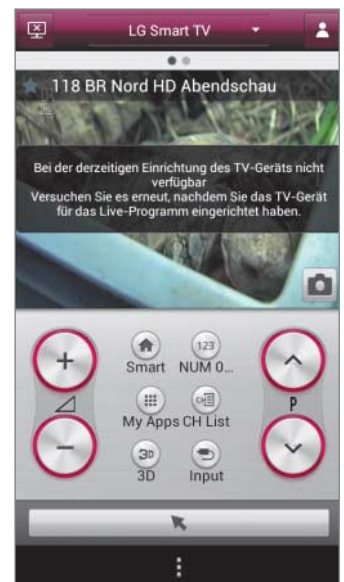 LG Smart TV
118 BR Nord HD Abendschau
Bei der derzeitigen Einrichtung des TV-Geräts nicht
verfügbar
Versuchen Sie es erneut, nachdem Sie das TV-Gerät
für das Live-Programm eingerichtet haben.
+
123
Smart NUM 0...
P
CH
My Apps CH List
−
3D
3D Input